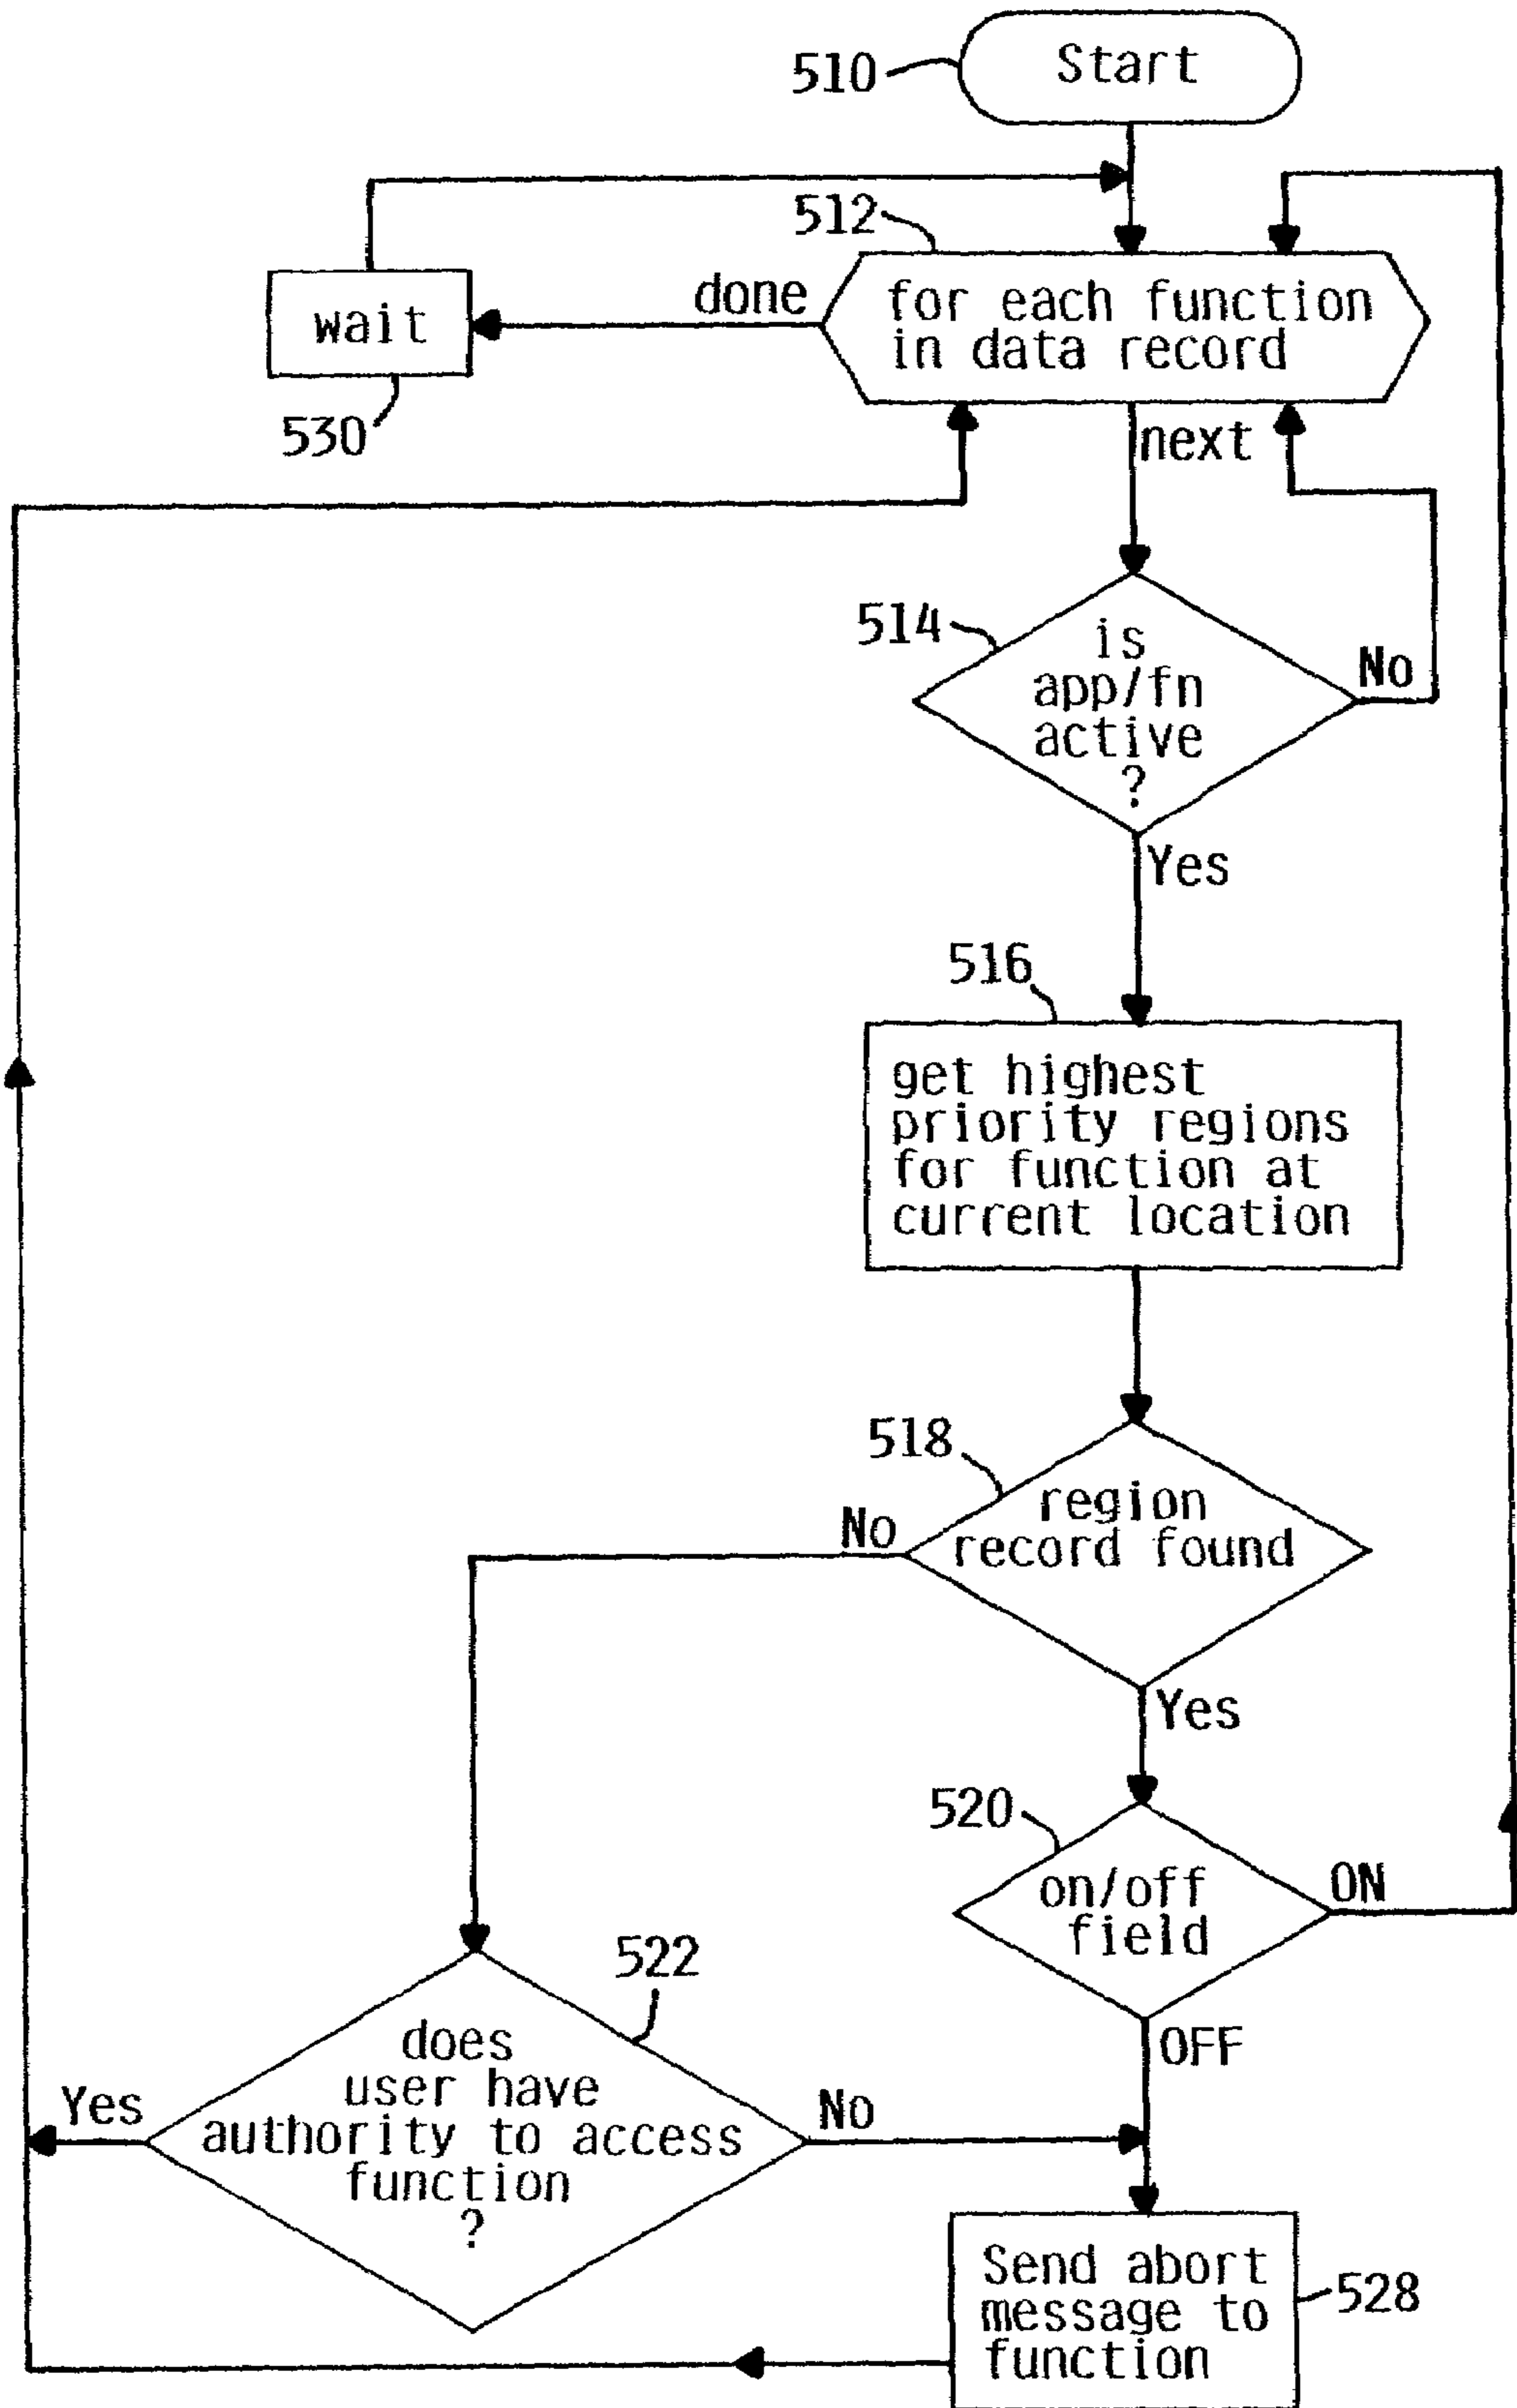 510
Start
512
for each function
in data record
done
wait
530
next
514
is
app/fn
active
?
No
Yes
516
get highest
priority regions
for function at
current location
518
region
record found
No
Yes
520
on/off
field
ON
OFF
522
does
user have
authority to access
function
?
Yes
No
Send abort
message to
function
528